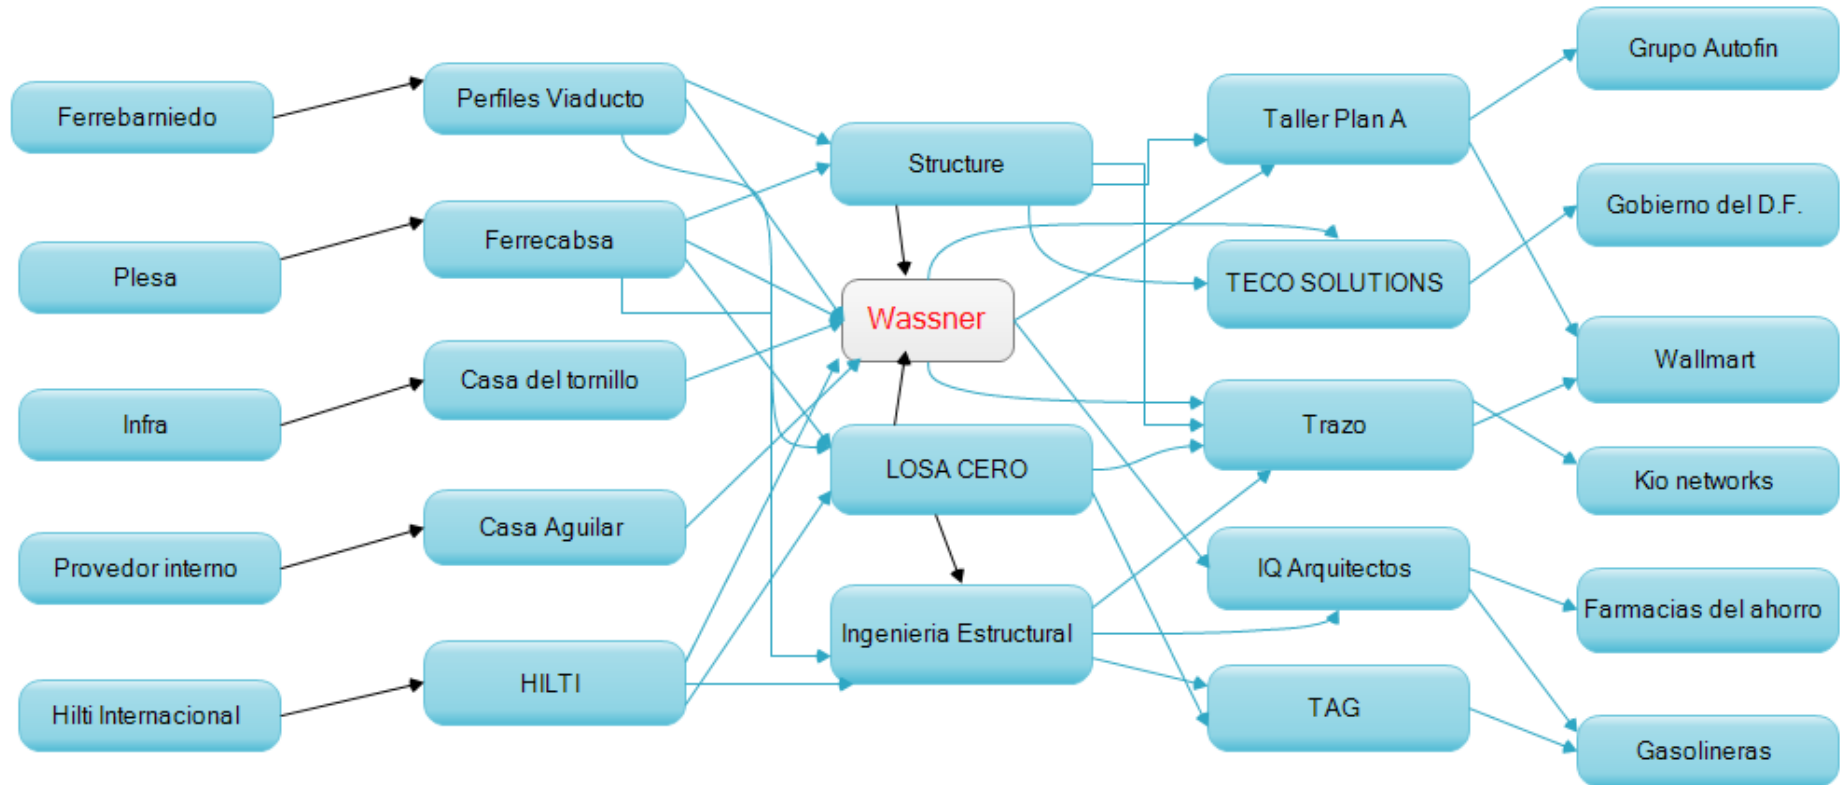 Ferrebarniedo
Plesa
Infra
Provedor interno
Hilti Internacional
Perfiles Viaducto
Ferrecabsa
Casa del tornillo
Casa Aguilar
HILTI
Structure
Wassner
LOSA CERO
Ingenieria Estructural
Taller Plan A
TECO SOLUTIONS
Trazo
IQ Arquitectos
TAG
Grupo Autofin
Gobierno del D.F.
Wallmart
Kio networks
Farmacias del ahorro
Gasolineras